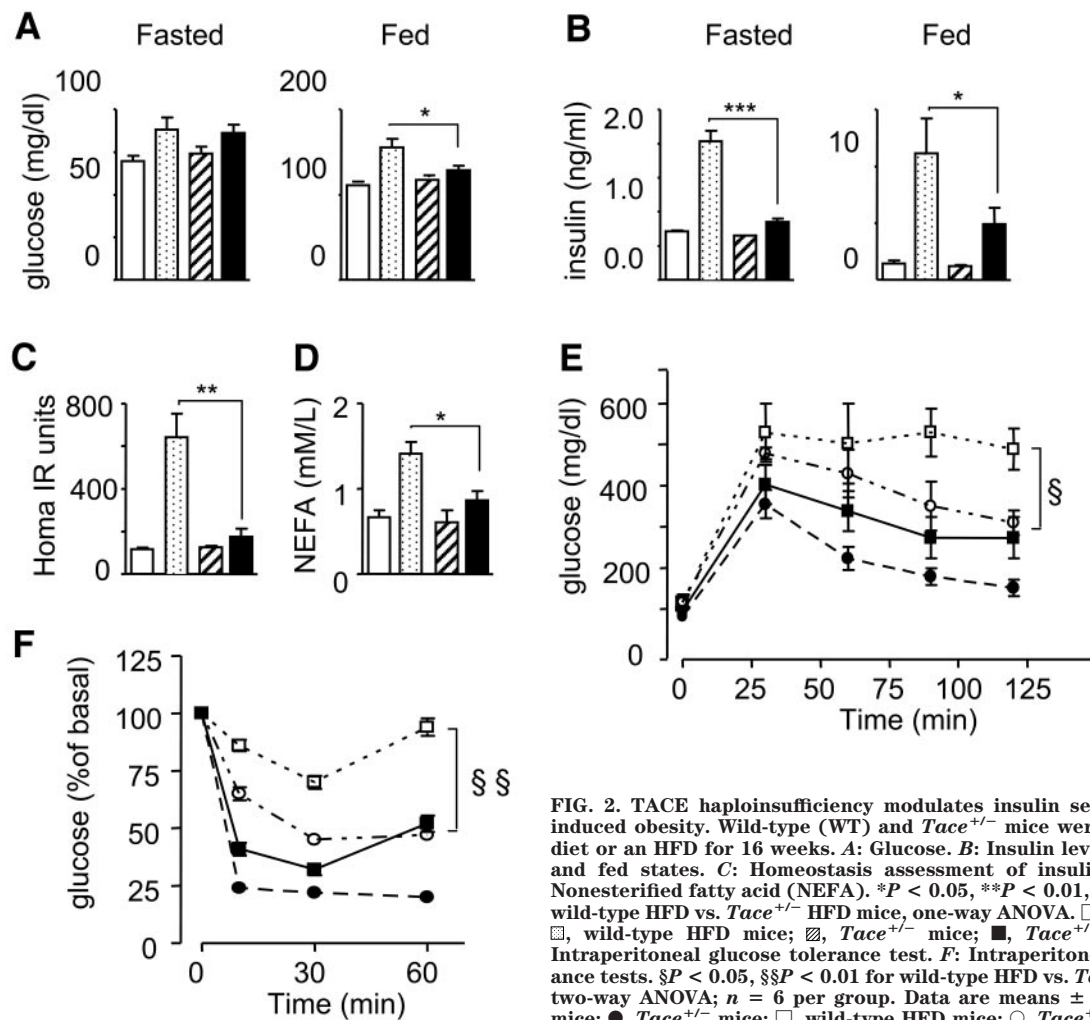 A
Fasted
Fed
glucose (mg/dl)
100
50
0
200
100
0
*
B
Fasted
Fed
insulin (ng/ml)
2.0
1.0
0.0
***
10
0
*
C
Homa IR units
800
400
0
**
D
NEFA (mM/L)
2
1
0
*
E
glucose (mg/dl)
600
400
200
0
§
0 25 50 75 100 125
Time (min)
F
glucose (%of basal)
125
100
75
50
25
0
§ §
0 30 60
Time (min)
FIG. 2. TACE haploinsufficiency modulates insulin se
induced obesity. Wild-type (WT) and Tace+/− mice wer
diet or an HFD for 16 weeks. A: Glucose. B: Insulin lev
and fed states. C: Homeostasis assessment of insuli
Nonesterified fatty acid (NEFA). *P < 0.05, **P < 0.01,
wild-type HFD vs. Tace+/− HFD mice, one-way ANOVA. □
▒, wild-type HFD mice; ▨, Tace+/− mice; ■, Tace+/
Intraperitoneal glucose tolerance test. F: Intraperiton
ance tests. §P < 0.05, §§P < 0.01 for wild-type HFD vs. T
two-way ANOVA; n = 6 per group. Data are means ±
mice; ●, Tace+/− mice; □, wild-type HFD mice; ○, Tace+